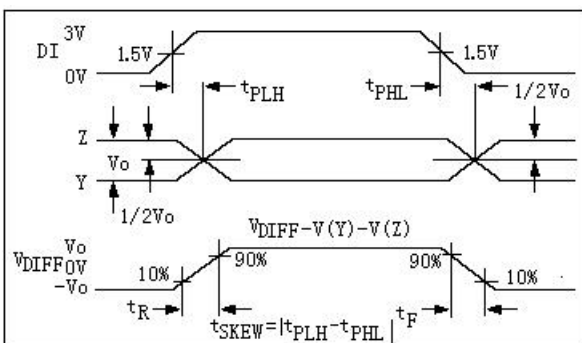 3V
DI 1.5V 1.5V
0V
tPLH tPHL 1/2Vo
Z
Vo
Y
1/2Vo
VDIFF-V(Y)-V(Z)
Vo
VDIFF 0V 90% 90%
-Vo 10% 10%
tR tF
tSKEW=|tPLH-tPHL|